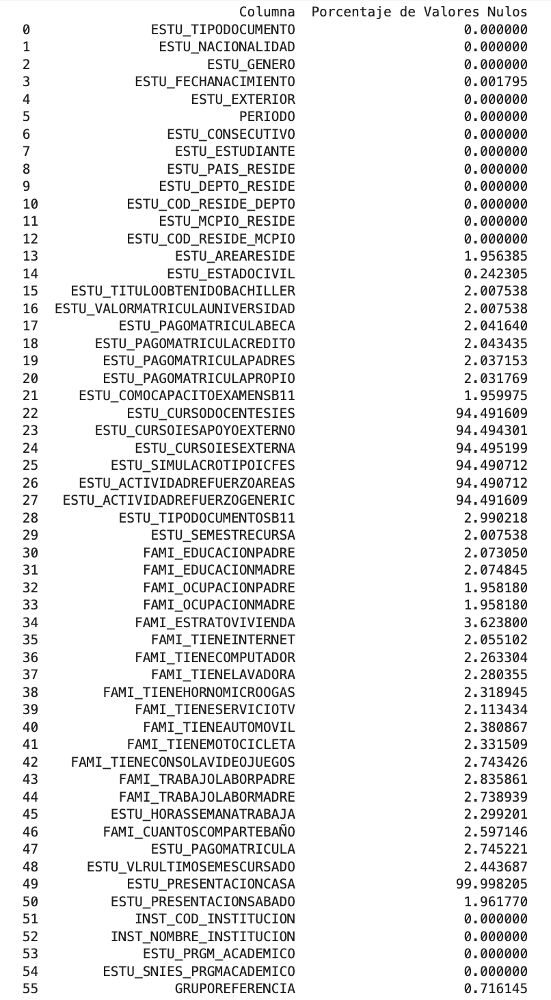 Columna Porcentaje de Valores Nulos
0 ESTU_TIPODOCUMENTO 0.000000
1 ESTU_NACIONALIDAD 0.000000
2 ESTU_GENERO 0.000000
3 ESTU_FECHANACIMIENTO 0.001795
4 ESTU_EXTERIOR 0.000000
5 PERIODO 0.000000
6 ESTU_CONSECUTIVO 0.000000
7 ESTU_ESTUDIANTE 0.000000
8 ESTU_PAIS_RESIDE 0.000000
9 ESTU_DEPTO_RESIDE 0.000000
10 ESTU_COD_RESIDE_DEPTO 0.000000
11 ESTU_MCPIO_RESIDE 0.000000
12 ESTU_COD_RESIDE_MCPIO 0.000000
13 ESTU_AREARESIDE 1.956385
14 ESTU_ESTADOCIVIL 0.242305
15 ESTU_TITULOOBTENIDOBACHILLER 2.007538
16 ESTU_VALORMATRICULAUNIVERSIDAD 2.007538
17 ESTU_PAGOMATRICULABECA 2.041640
18 ESTU_PAGOMATRICULACREDITO 2.043435
19 ESTU_PAGOMATRICULAPADRES 2.037153
20 ESTU_PAGOMATRICULAPROPIO 2.031769
21 ESTU_COMOCAPACITOEXAMENSB11 1.959975
22 ESTU_CURSODOCENTESIES 94.491609
23 ESTU_CURSOIESAPOYOEXTERNO 94.494301
24 ESTU_CURSOIESEXTERNA 94.495199
25 ESTU_SIMULACROTIPOICFES 94.490712
26 ESTU_ACTIVIDADREFUERZOAREAS 94.490712
27 ESTU_ACTIVIDADREFUERZOGENERIC 94.491609
28 ESTU_TIPODOCUMENTOSB11 2.990218
29 ESTU_SEMESTRECURSA 2.007538
30 FAMI_EDUCACIONPADRE 2.073050
31 FAMI_EDUCACIONMADRE 2.074845
32 FAMI_OCUPACIONPADRE 1.958180
33 FAMI_OCUPACIONMADRE 1.958180
34 FAMI_ESTRATOVIVIENDA 3.623800
35 FAMI_TIENEINTERNET 2.055102
36 FAMI_TIENECOMPUTADOR 2.263304
37 FAMI_TIENELAVADORA 2.280355
38 FAMI_TIENEHORNOMICROOGAS 2.318945
39 FAMI_TIENESERVICIOTV 2.113434
40 FAMI_TIENEAUTOMOVIL 2.380867
41 FAMI_TIENEMOTOCICLETA 2.331509
42 FAMI_TIENECONSOLAVIDEOJUEGOS 2.743426
43 FAMI_TRABAJOLABORPADRE 2.835861
44 FAMI_TRABAJOLABORMADRE 2.738939
45 ESTU_HORASSEMANATRABAJA 2.299201
46 FAMI_CUANTOSCOMPARTEBAÑO 2.597146
47 ESTU_PAGOMATRICULA 2.745221
48 ESTU_VLRULTIMOSEMESCURSADO 2.443687
49 ESTU_PRESENTACIONCASA 99.998205
50 ESTU_PRESENTACIONSABADO 1.961770
51 INST_COD_INSTITUCION 0.000000
52 INST_NOMBRE_INSTITUCION 0.000000
53 ESTU_PRGM_ACADEMICO 0.000000
54 ESTU_SNIES_PRGMACADEMICO 0.000000
55 GRUPOREFERENCIA 0.716145